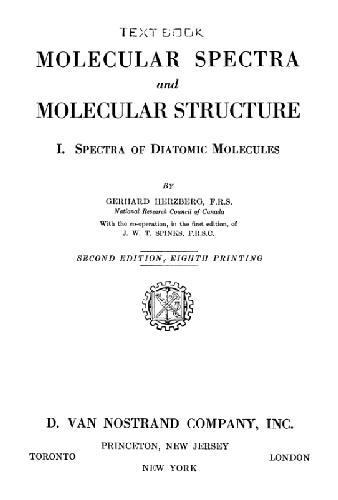 TEXT BOOK
MOLECULAR SPECTRA
and
MOLECULAR STRUCTURE
I. SPECTRA OF DIATOMIC MOLECULES
BY
GERHARD HERZBERG, F.R.S.
National Research Council of Canada
With the co-operation, in the first edition, of
J. W. T. SPINKS, F.R.S.C.
SECOND EDITION, EIGHTH PRINTING
D. VAN NOSTRAND COMPANY, INC.
PRINCETON, NEW JERSEY
TORONTO LONDON
NEW YORK